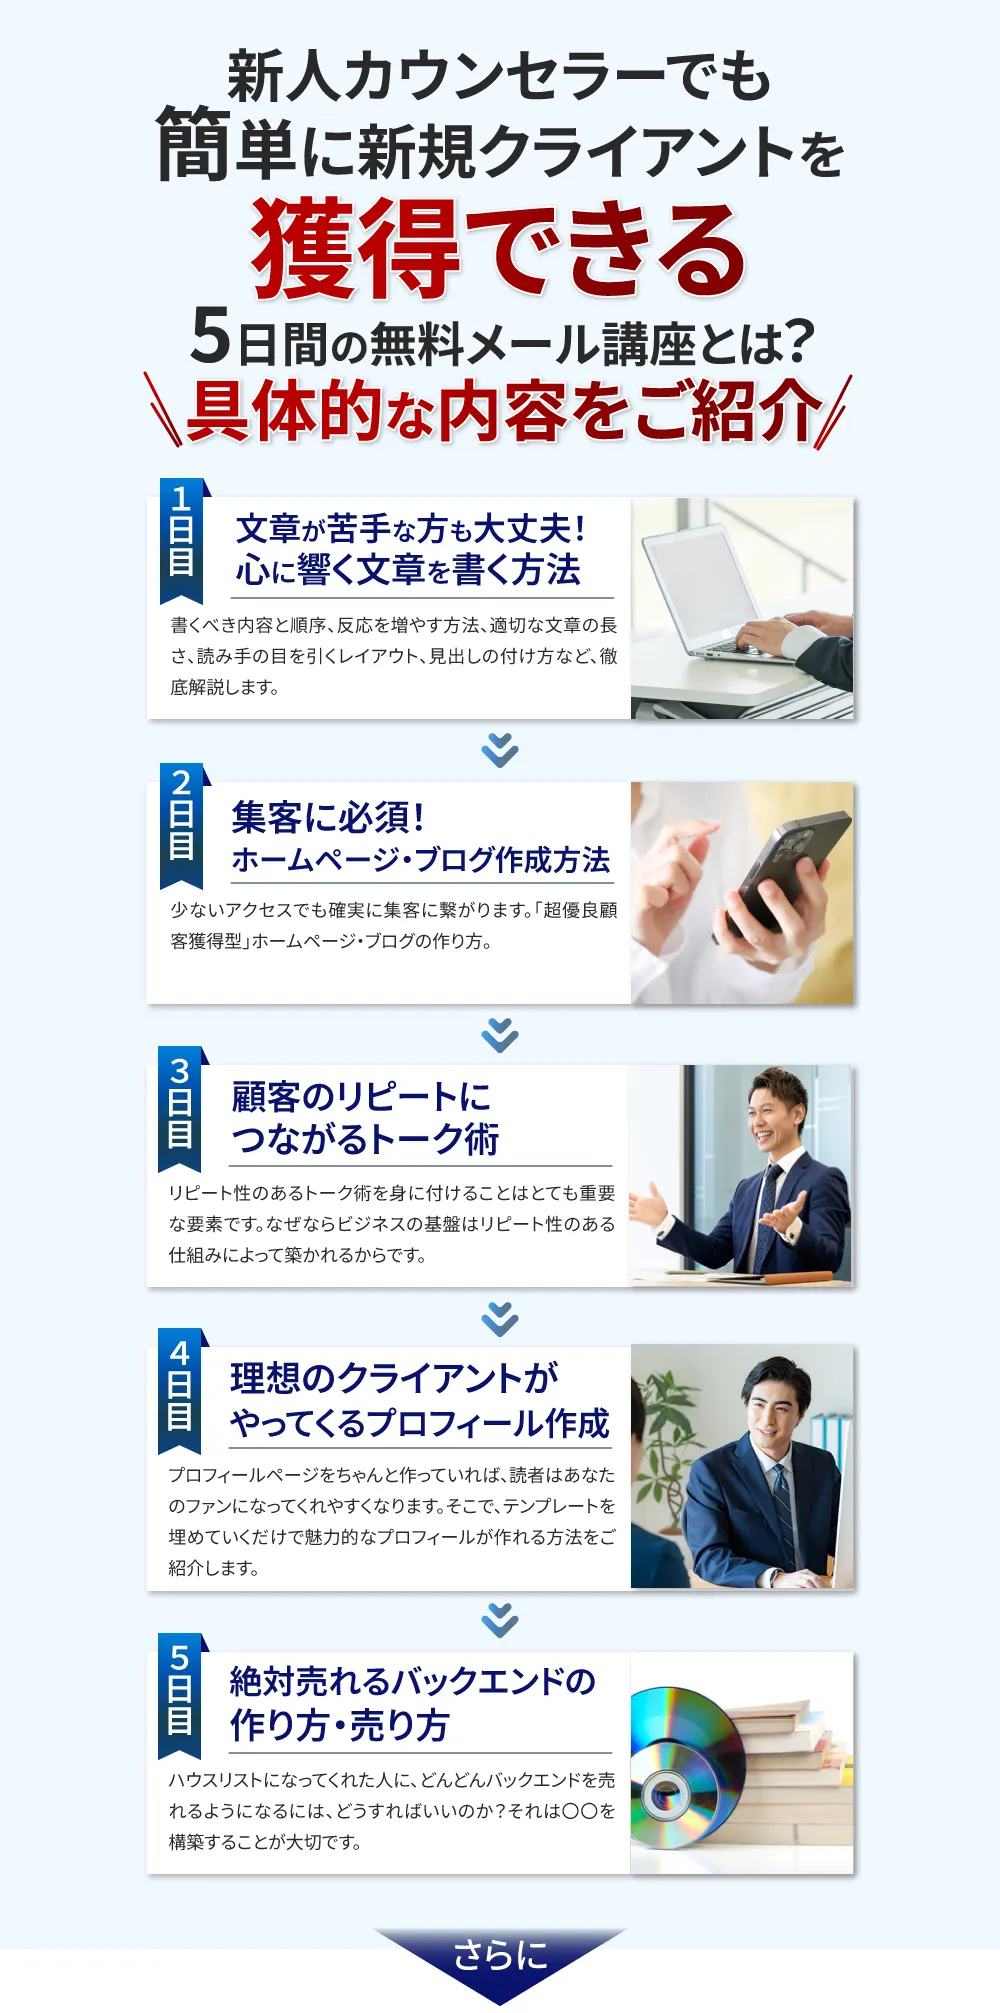 新人カウンセラーでも
簡単に新規クライアントを
獲得できる
5日間の無料メール講座とは？
具体的な内容をご紹介
1日目
文章が苦手な方も大丈夫！
心に響く文章を書く方法
書くべき内容と順序、反応を増やす方法、適切な文章の長
さ、読み手の目を引くレイアウト、見出しの付け方など、徹
底解説します。
2日目
集客に必須！
ホームページ・ブログ作成方法
少ないアクセスでも確実に集客に繋がります。「超優良顧
客獲得型」ホームページ・ブログの作り方。
3日目
顧客のリピートに
つながるトーク術
リピート性のあるトーク術を身に付けることはとても重要
な要素です。なぜならビジネスの基盤はリピート性のある
仕組みによって築かれるからです。
4日目
理想のクライアントが
やってくるプロフィール作成
プロフィールページをちゃんと作っていれば、読者はあなた
のファンになってくれやすくなります。そこで、テンプレートを
埋めていくだけで魅力的なプロフィールが作れる方法をご
紹介します。
5日目
絶対売れるバックエンドの
作り方・売り方
ハウスリストになってくれた人に、どんどんバックエンドを売
れるようになるには、どうすればいいのか？それは〇〇を
構築することが大切です。
さらに